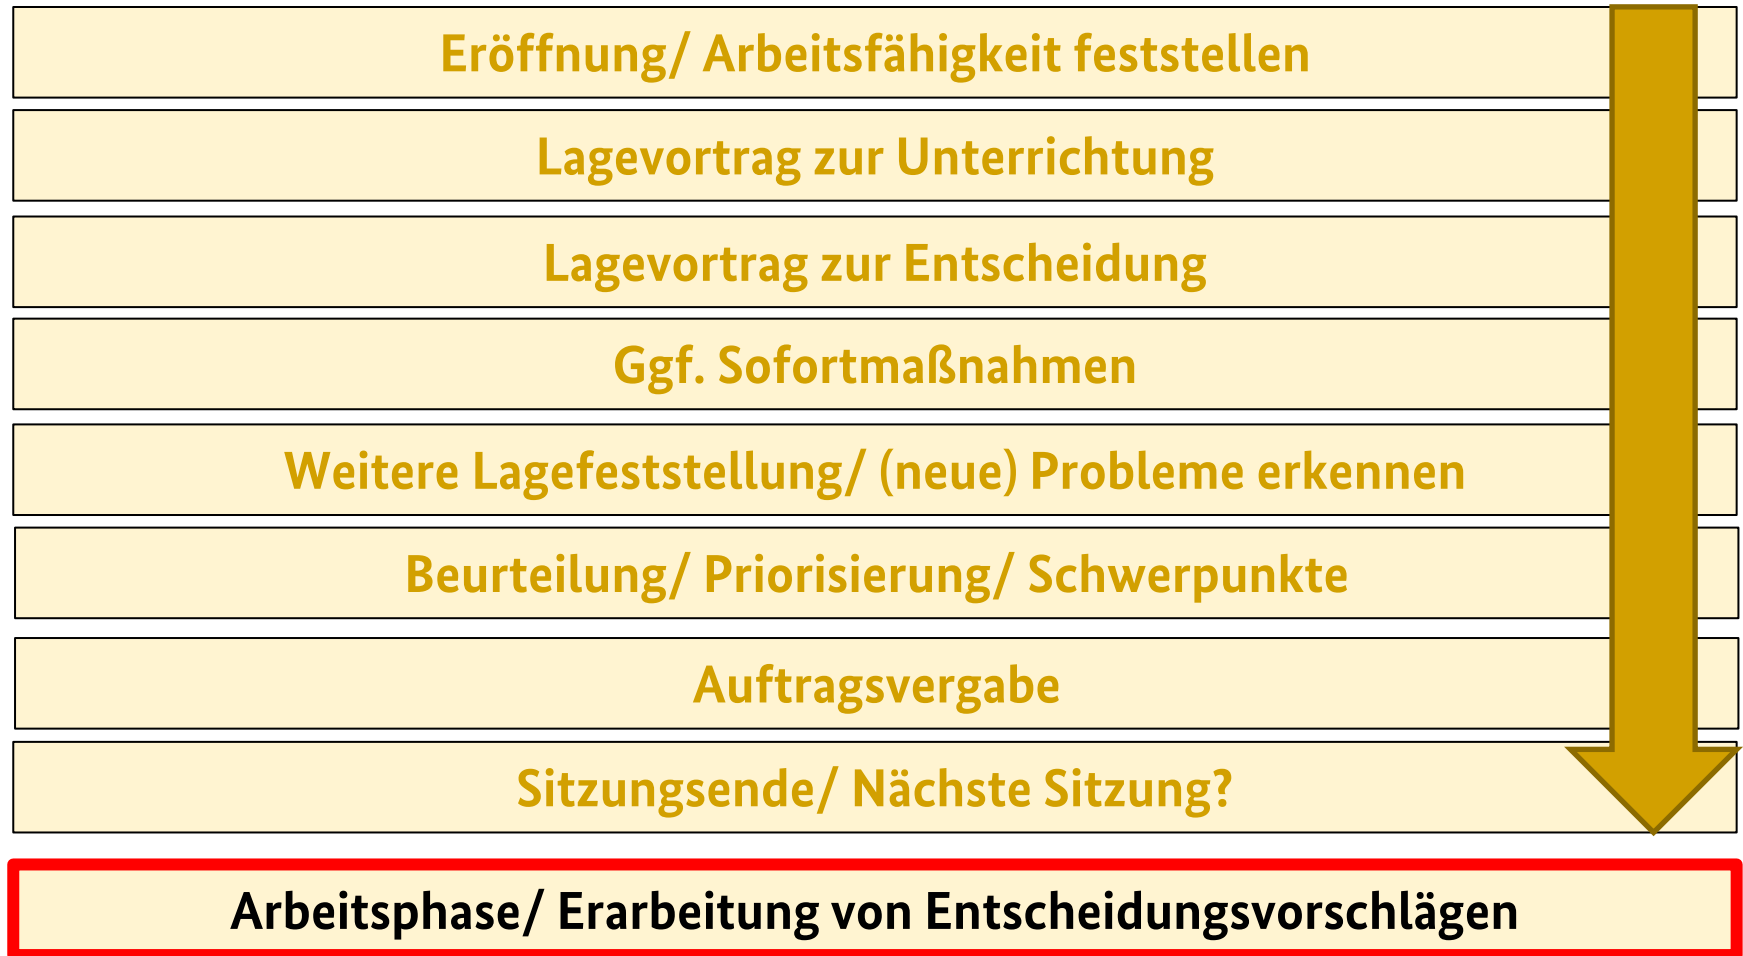 Eröffnung/ Arbeitsfähigkeit feststellen
Lagevortrag zur Unterrichtung
Lagevortrag zur Entscheidung
Ggf. Sofortmaßnahmen
Weitere Lagefeststellung/ (neue) Probleme erkennen
Beurteilung/ Priorisierung/ Schwerpunkte
Auftragsvergabe
Sitzungsende/ Nächste Sitzung?
Arbeitsphase/ Erarbeitung von Entscheidungsvorschlägen